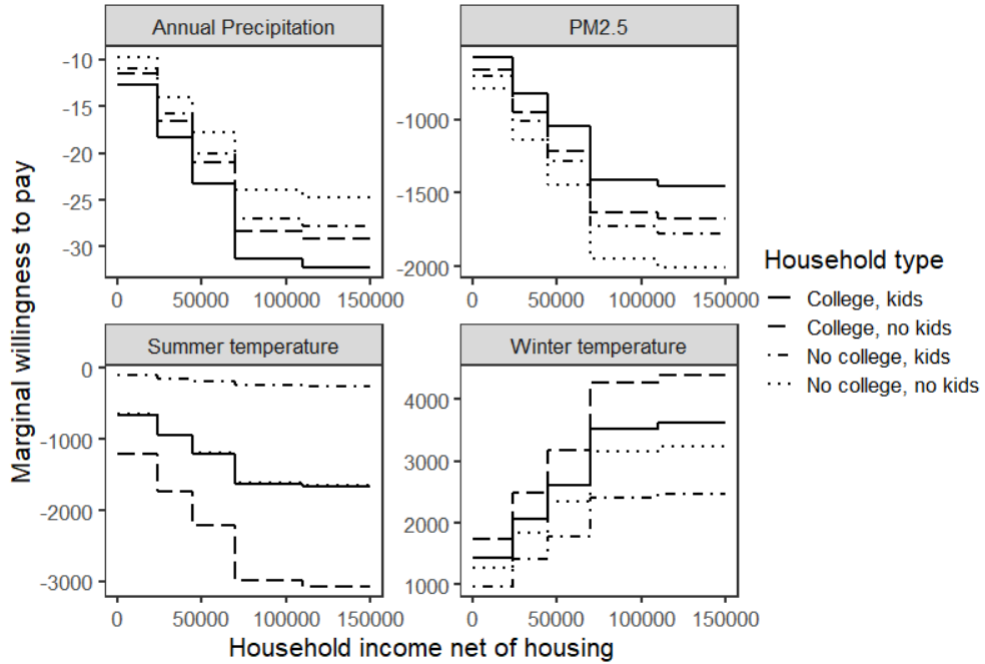 Annual Precipitation
PM2.5
-10
-15
-20
-25
-30
-1000
-1500
-2000
0 50000 100000 150000
0 50000 100000 150000
Summer temperature
Winter temperature
0
-1000
-2000
-3000
4000
3000
2000
1000
0 50000 100000 150000
0 50000 100000 150000
Marginal willingness to pay
Household income net of housing
Household type
College, kids
College, no kids
No college, kids
No college, no kids